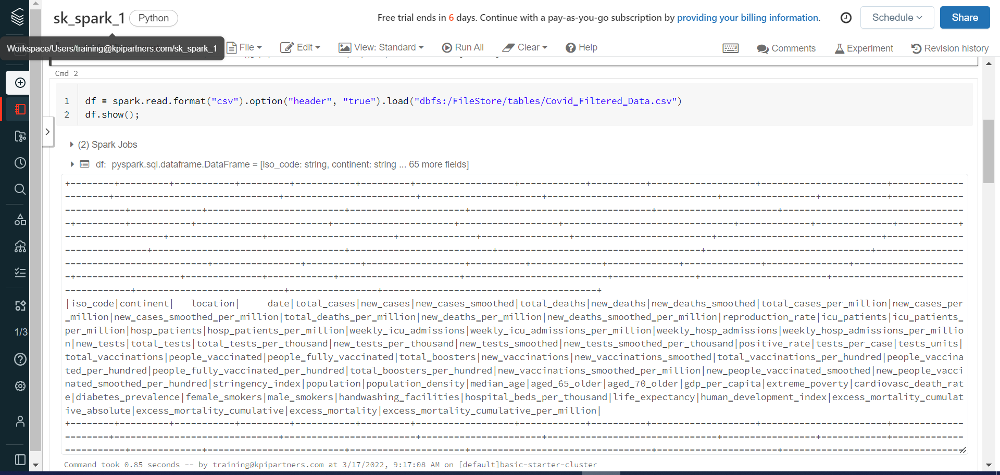 sk_spark_1 Python Free trial ends in 6 days. Continue with a pay-as-you-go subscription by providing your billing information. Schedule Share
Workspace/Users/training@kpipartners.com/sk_spark_1 File Edit View: Standard Run All Clear Help Comments Experiment Revision history
Cmd 2
1 df = spark.read.format("csv").option("header", "true").load("dbfs:/FileStore/tables/Covid_Filtered_Data.csv")
2 df.show();
(2) Spark Jobs
df: pyspark.sql.dataframe.DataFrame = [iso_code: string, continent: string ... 65 more fields]
|iso_code|continent|   location|     date|total_cases|new_cases|new_cases_smoothed|total_deaths|new_deaths|new_deaths_smoothed|total_cases_per_million|new_cases_per
_million|new_cases_smoothed_per_million|total_deaths_per_million|new_deaths_per_million|new_deaths_smoothed_per_million|reproduction_rate|icu_patients|icu_patients_
per_million|hosp_patients|hosp_patients_per_million|weekly_icu_admissions|weekly_icu_admissions_per_million|weekly_hosp_admissions|weekly_hosp_admissions_per_millio
n|new_tests|total_tests|total_tests_per_thousand|new_tests_per_thousand|new_tests_smoothed|new_tests_smoothed_per_thousand|positive_rate|tests_per_case|tests_units|
total_vaccinations|people_vaccinated|people_fully_vaccinated|total_boosters|new_vaccinations|new_vaccinations_smoothed|total_vaccinations_per_hundred|people_vaccina
ted_per_hundred|people_fully_vaccinated_per_hundred|total_boosters_per_hundred|new_vaccinations_smoothed_per_million|new_people_vaccinated_smoothed|new_people_vacci
nated_smoothed_per_hundred|stringency_index|population|population_density|median_age|aged_65_older|aged_70_older|gdp_per_capita|extreme_poverty|cardiovasc_death_rat
e|diabetes_prevalence|female_smokers|male_smokers|handwashing_facilities|hospital_beds_per_thousand|life_expectancy|human_development_index|excess_mortality_cumulat
ive_absolute|excess_mortality_cumulative|excess_mortality|excess_mortality_cumulative_per_million|
1/3
Command took 0.85 seconds -- by training@kpipartners.com at 3/17/2022, 9:17:08 AM on [default]basic-starter-cluster